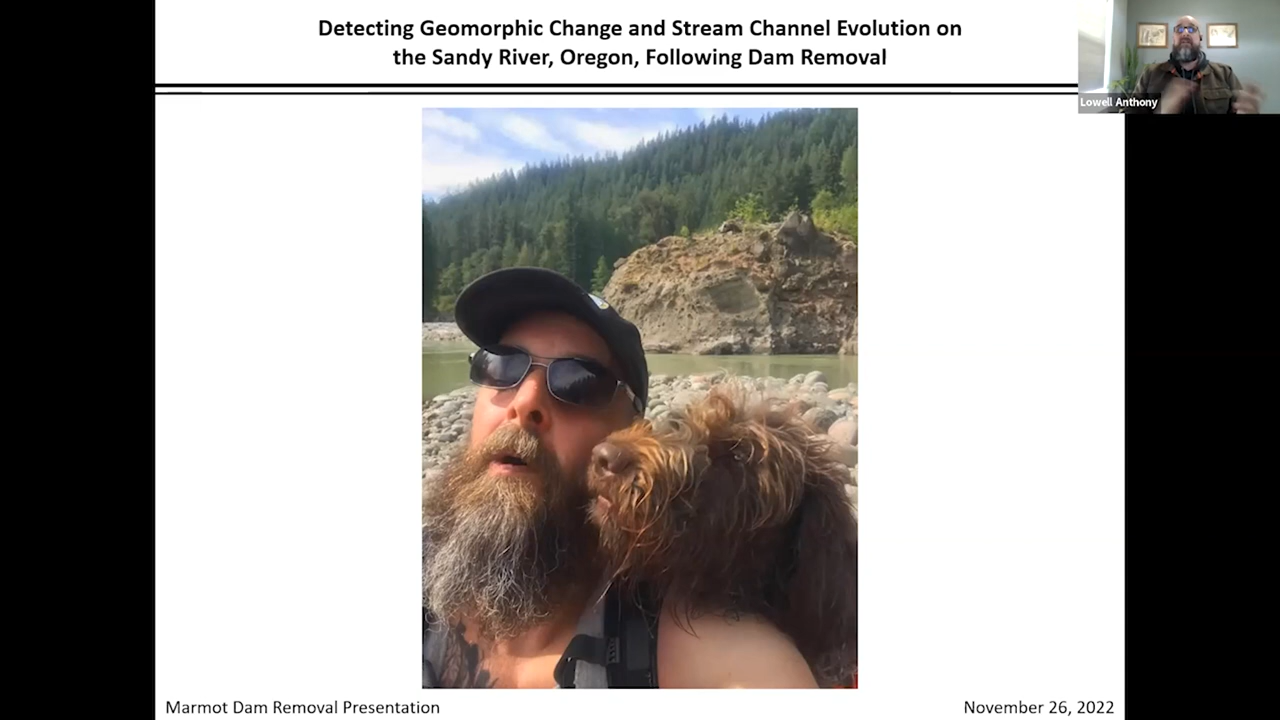 Detecting Geomorphic Change and Stream Channel Evolution on
the Sandy River, Oregon, Following Dam Removal
Lowell Anthony
Marmot Dam Removal Presentation
November 26, 2022